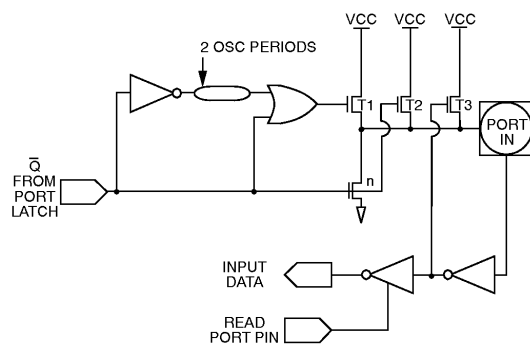 VCC VCC VCC
2 OSC PERIODS
T1 T2 T3
PORT
IN
Q
FROM
PORT
LATCH
n
INPUT
DATA
READ
PORT PIN